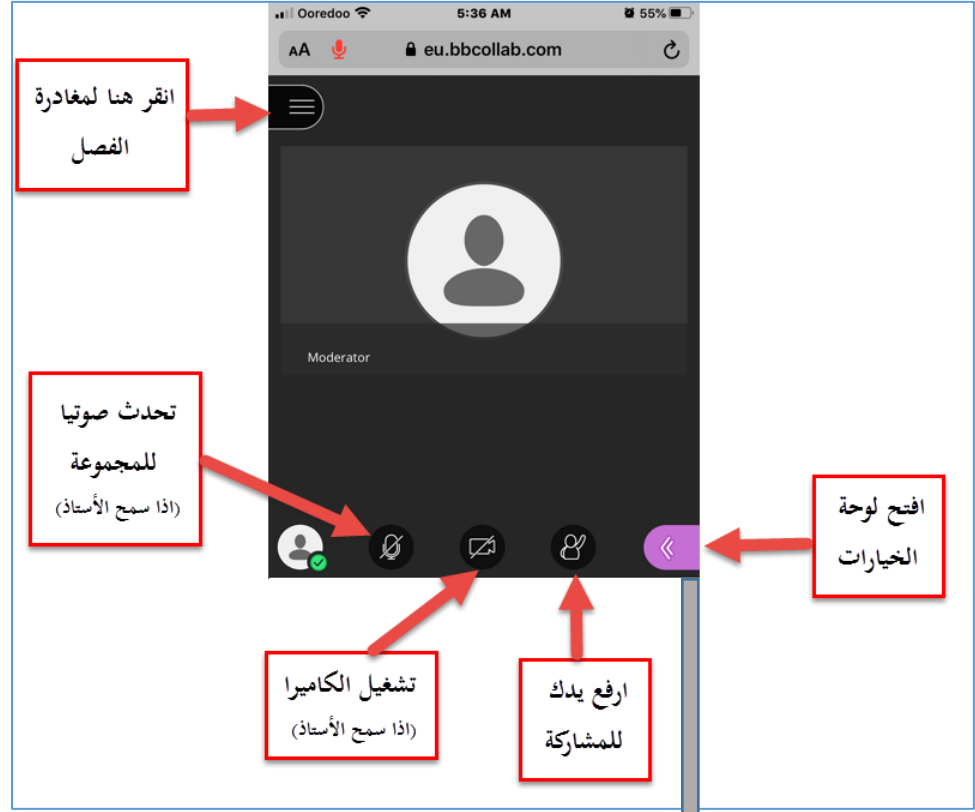 Ooredoo
5:36 AM
55%
AA
eu.bbcollab.com
انقر هنا لمغادرة
الفصل
Moderator
تحدث صوتيا
للمجموعة
(اذا سمح الأستاذ)
افتح لوحة
الخيارات
تشغيل الكاميرا
(اذا سمح الأستاذ)
ارفع يدك
للمشاركة